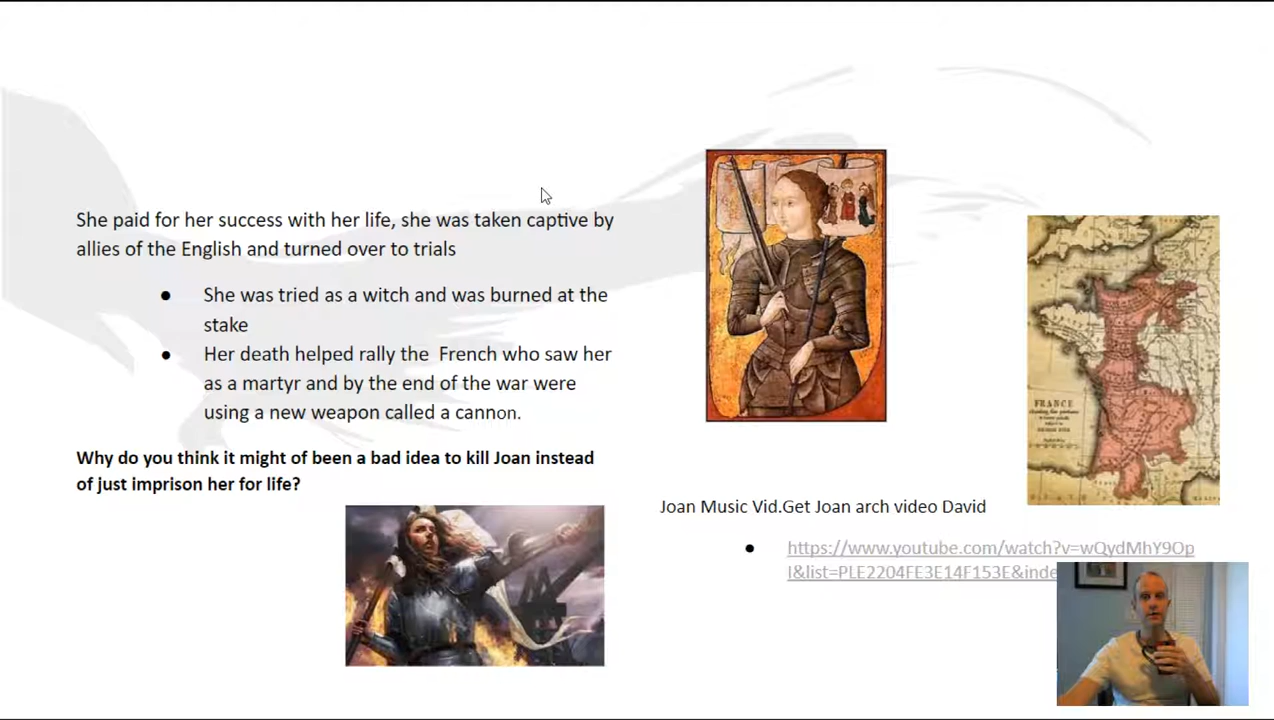 She paid for her success with her life, she was taken captive by
allies of the English and turned over to trials
● She was tried as a witch and was burned at the
stake
● Her death helped rally the French who saw her
as a martyr and by the end of the war were
using a new weapon called a cannon.
Why do you think it might of been a bad idea to kill Joan instead
of just imprison her for life?
FRANCE
Joan Music Vid.Get Joan arch video David
● https://www.youtube.com/watch?v=wQydMhY9Op
I&list=PLE2204FE3E14F153E&inde